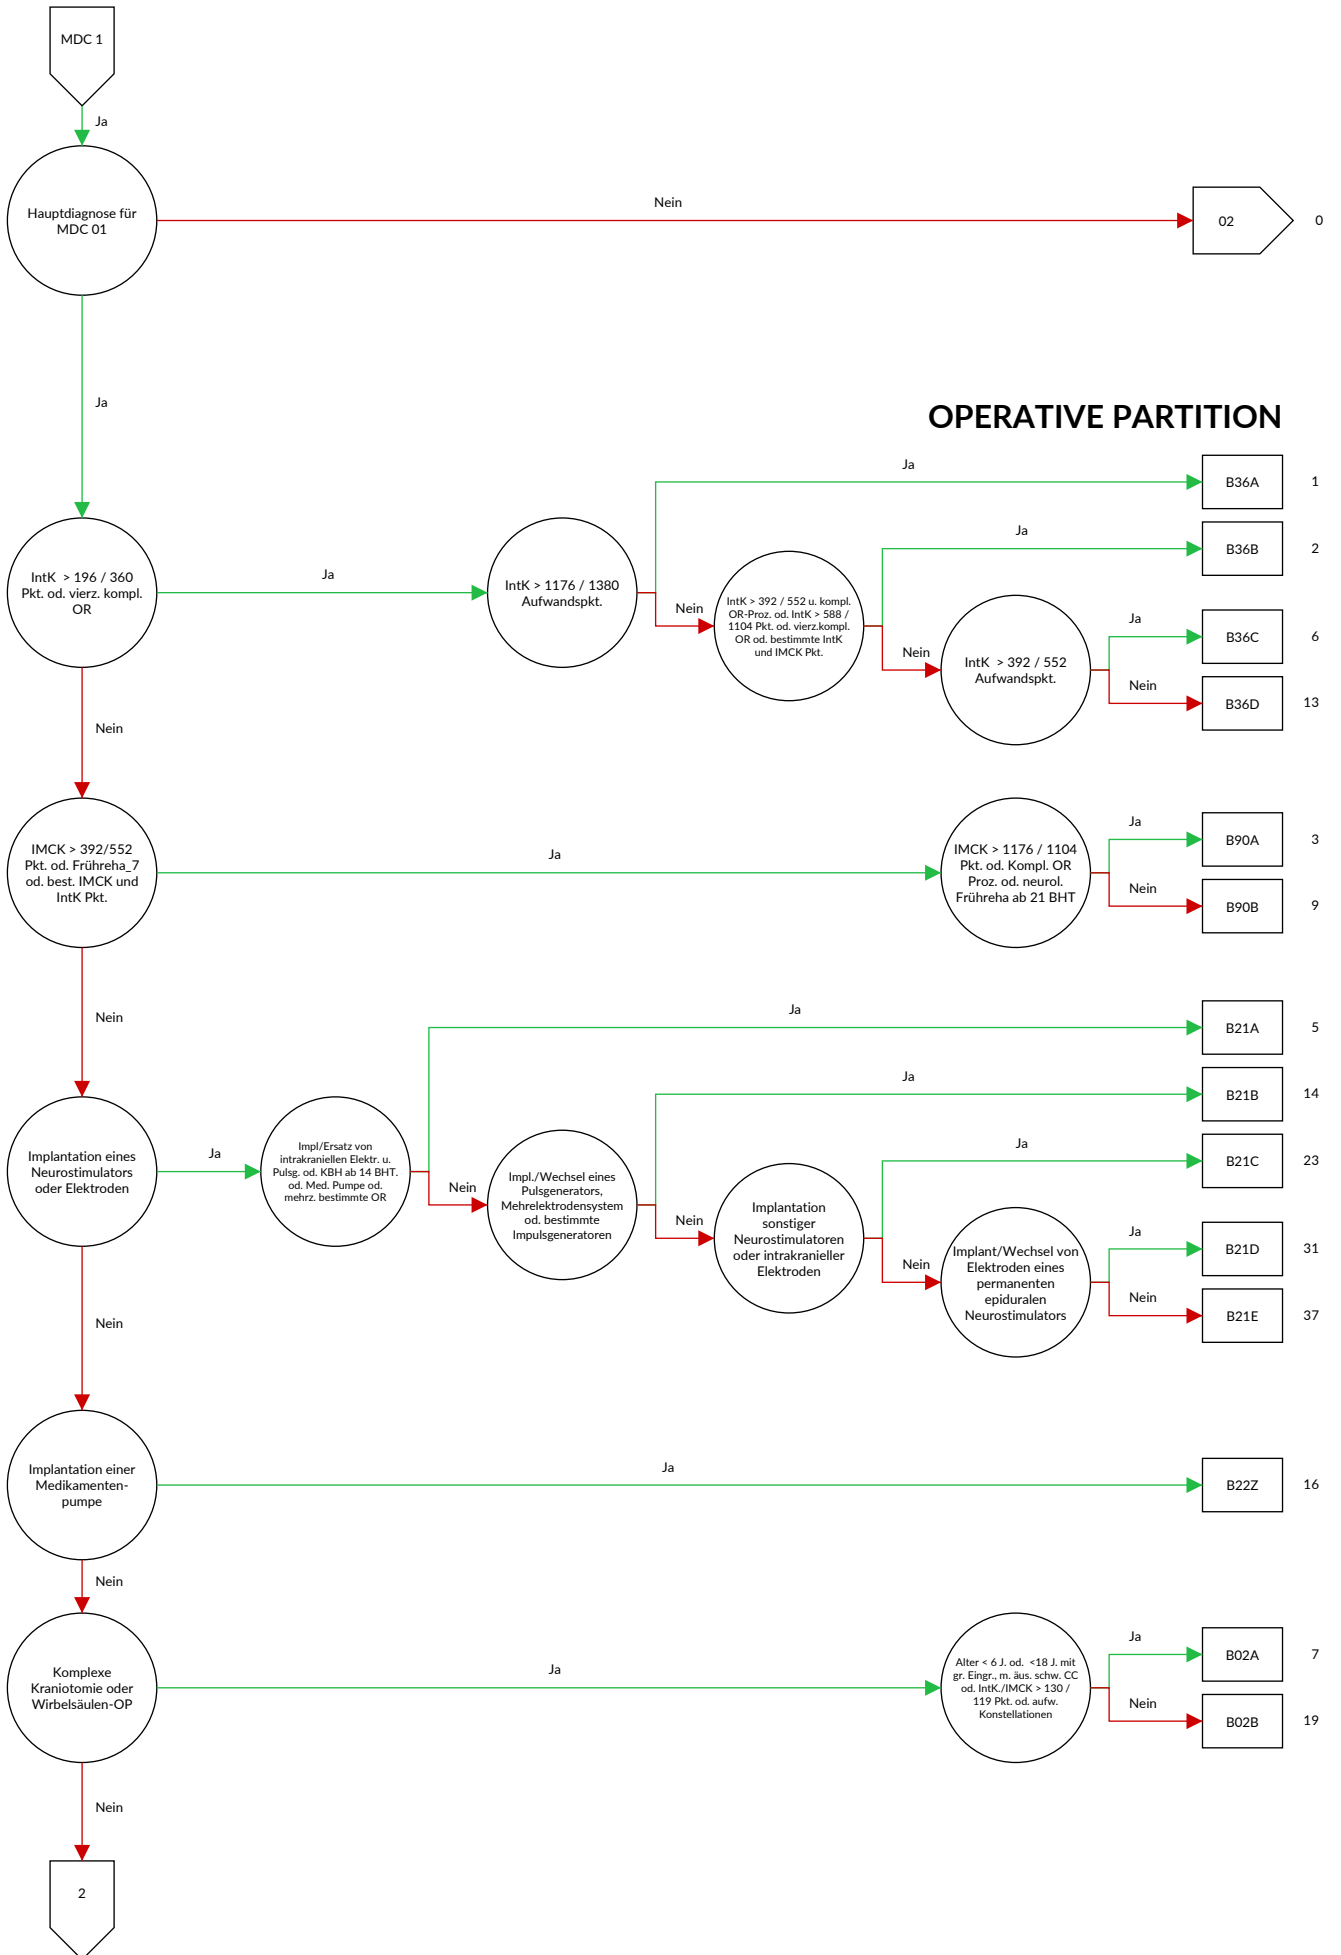 MDC 1
Ja
Hauptdiagnose für
MDC 01
Nein
02
0
Ja
OPERATIVE PARTITION
IntK > 196 / 360
Pkt. od. vierz. kompl.
OR
Ja
IntK > 1176 / 1380
Aufwandspkt.
Ja
B36A
1
Nein
IntK > 392 / 552 u. kompl.
OR-Proz. od. IntK > 588 /
1104 Pkt. od. vierz.kompl.
OR od. bestimmte IntK
und IMCK Pkt.
Ja
B36B
2
Nein
IntK > 392 / 552
Aufwandspkt.
Ja
B36C
6
Nein
B36D
13
Nein
IMCK > 392/552
Pkt. od. Frühreha_7
od. best. IMCK und
IntK Pkt.
Ja
IMCK > 1176 / 1104
Pkt. od. Kompl. OR
Proz. od. neurol.
Frühreha ab 21 BHT
Ja
B90A
3
Nein
B90B
9
Nein
Implantation eines
Neurostimulators
oder Elektroden
Ja
Impl/Ersatz von
intrakraniellen Elektr. u.
Pulsg. od. KBH ab 14 BHT.
od. Med. Pumpe od.
mehrz. bestimmte OR
Ja
B21A
5
Nein
Impl./Wechsel eines
Pulsgenerators,
Mehrelektrodensystem
od. bestimmte
Impulsgeneratoren
Ja
B21B
14
Nein
Implantation
sonstiger
Neurostimulatoren
oder intrakranieller
Elektroden
Ja
B21C
23
Nein
Implant/Wechsel von
Elektroden eines
permanenten
epiduralen
Neurostimulators
Ja
B21D
31
Nein
B21E
37
Nein
Implantation einer
Medikamenten-
pumpe
Ja
B22Z
16
Nein
Komplexe
Kraniotomie oder
Wirbelsäulen-OP
Ja
Alter < 6 J. od. <18 J. mit
gr. Eingr., m. äus. schw. CC
od. IntK./IMCK > 130 /
119 Pkt. od. aufw.
Konstellationen
Ja
B02A
7
Nein
B02B
19
Nein
2